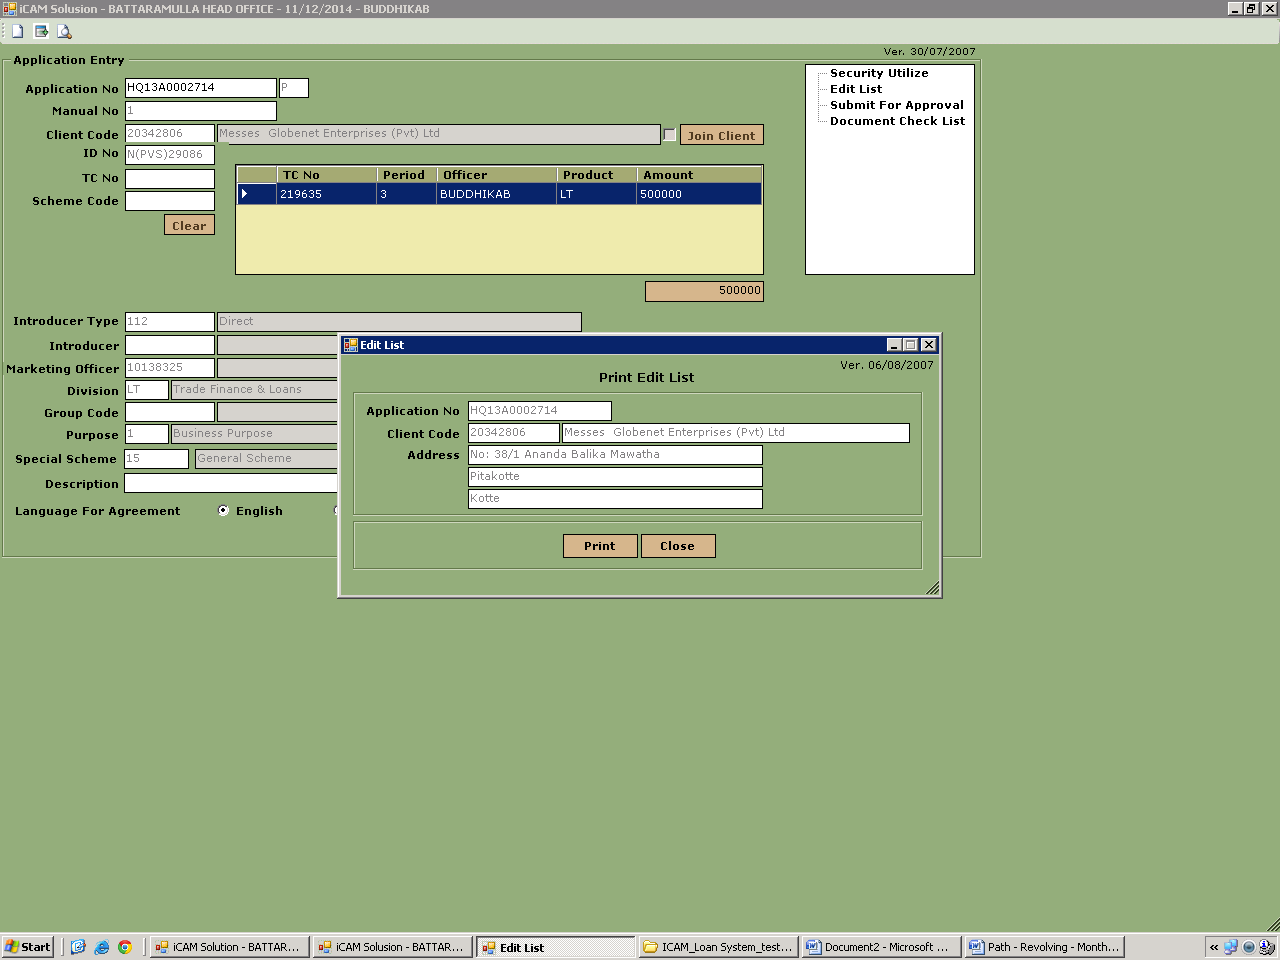 iCAM Solusion - BATTARAMULLA HEAD OFFICE - 11/12/2014 - BUDDHIKAB
Ver. 30/07/2007
Application Entry
Application No HQ13A0002714 P
Manual No 1
Client Code 20342806 Messes Globenet Enterprises (Pvt) Ltd Join Client
ID No N(PVS)29086
TC No
Scheme Code
Clear
TC No Period Officer Product Amount
219635 3 BUDDHIKAB LT 500000
500000
Security Utilize
Edit List
Submit For Approval
Document Check List
Introducer Type 112 Direct
Introducer
Marketing Officer 10138325
Division LT Trade Finance & Loans
Group Code
Purpose 1 Business Purpose
Special Scheme 15 General Scheme
Description
Language For Agreement English
Edit List
Ver. 06/08/2007
Print Edit List
Application No HQ13A0002714
Client Code 20342806 Messes Globenet Enterprises (Pvt) Ltd
Address No: 38/1 Ananda Balika Mawatha
Pitakotte
Kotte
Print Close
Start iCAM Solution - BATTAR... iCAM Solusion - BATTAR... Edit List ICAM_Loan System_test... Document2 - Microsoft ... Path - Revolving - Month... «